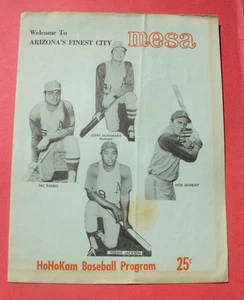 Welcome To
ARIZONA'S FINEST CITY
mesa
JOHN McNAMARA
Manager
SAL BANDO
RICK MONDAY
REGGIE JACKSON
HoHoKam Baseball Program 25¢